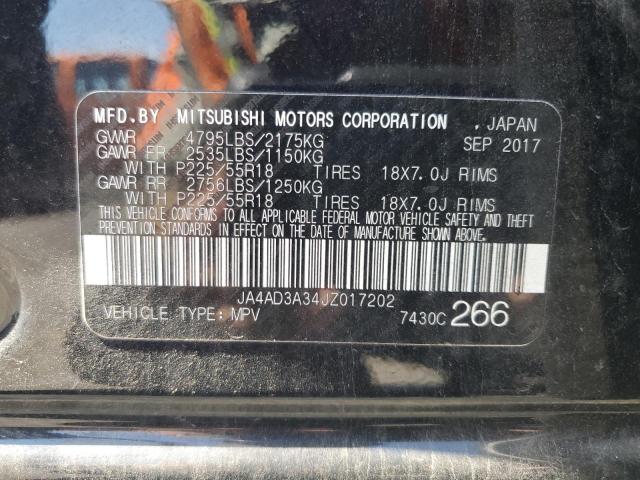 MFD.BY MITSUBISHI MOTORS CORPORATION , JAPAN
GVWR 4795LBS/2175KG SEP 2017
GAWR FR 2535LBS/1150KG
WITH P225/55R18 TIRES 18X7.0J RIMS
GAWR RR 2756LBS/1250KG
WITH P225/55R18 TIRES 18X7.0J RIMS
THIS VEHICLE CONFORMS TO ALL APPLICABLE FEDERAL MOTOR VEHICLE SAFETY AND THEFT
PREVENTION STANDARDS IN EFFECT ON THE DATE OF MANUFACTURE SHOWN ABOVE.
JA4AD3A34JZ017202
VEHICLE TYPE: MPV 7430C 266